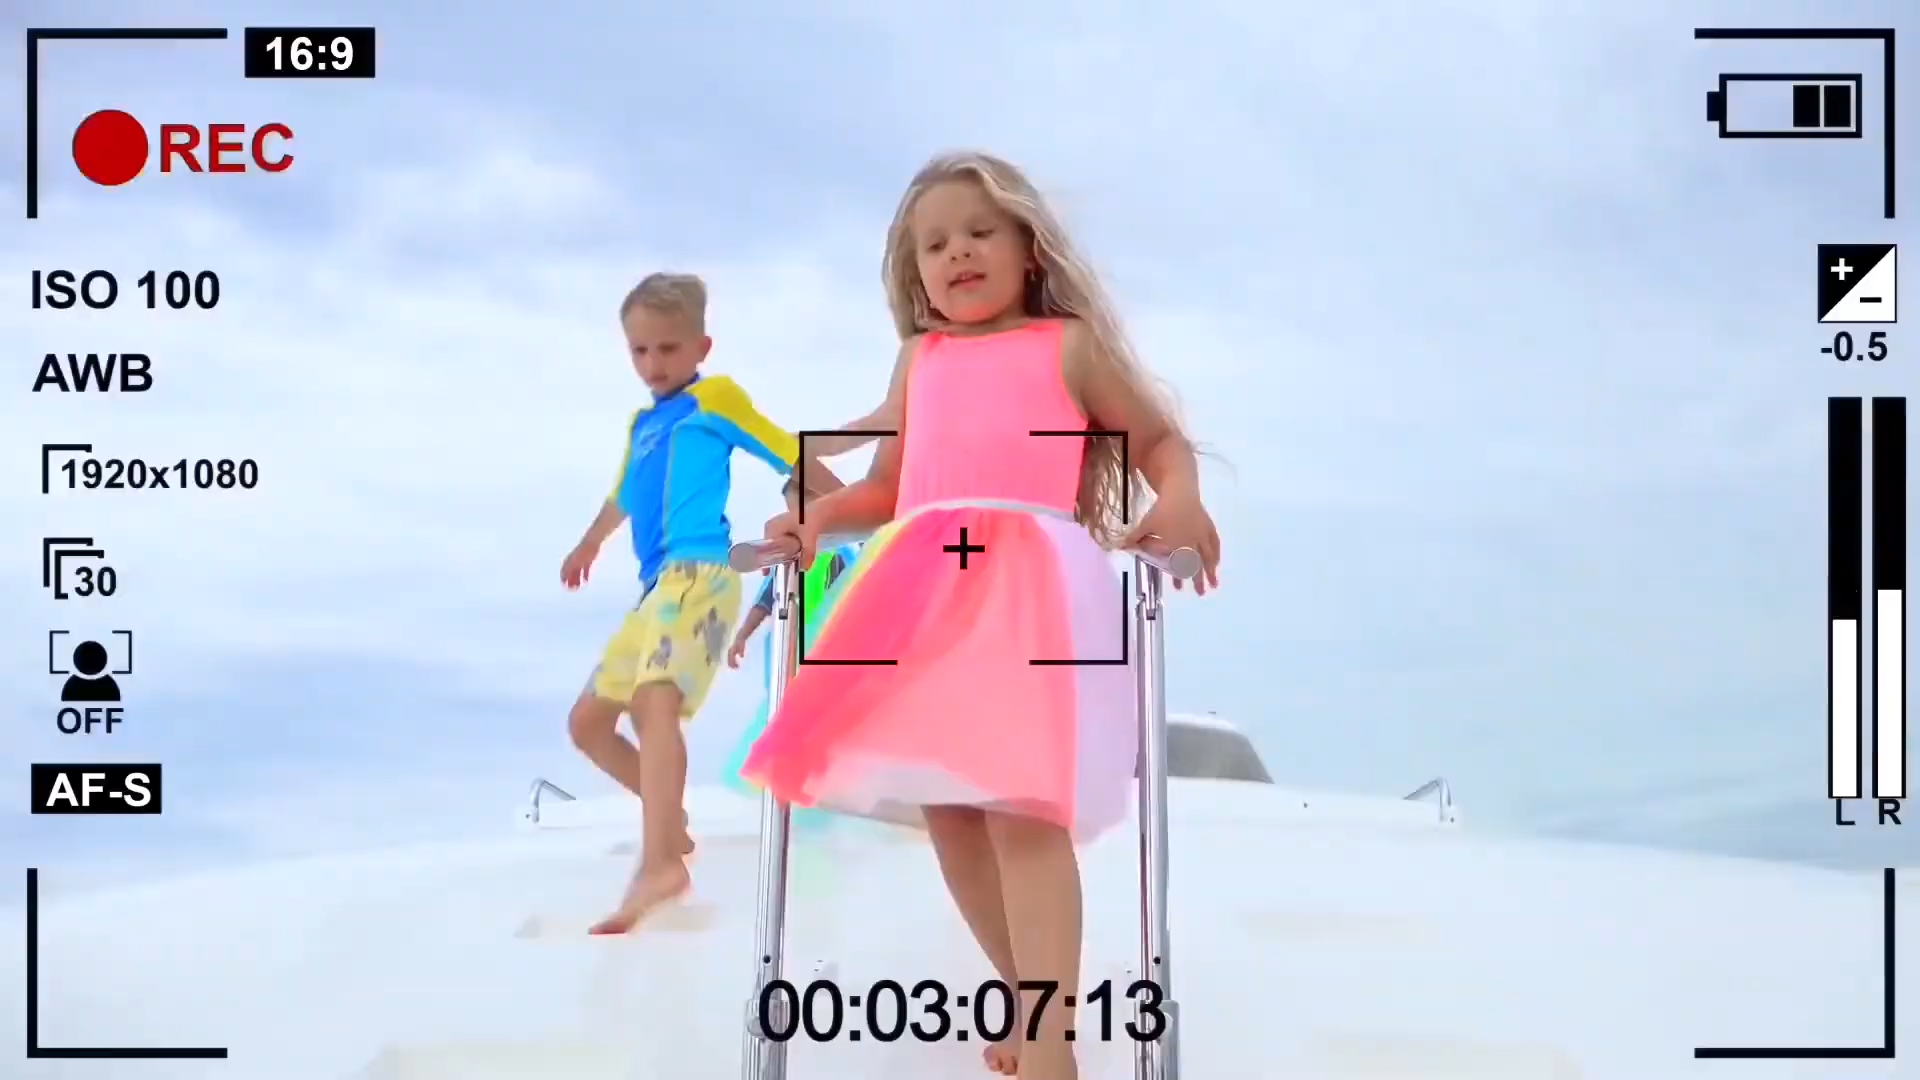 16:9
REC
ISO 100
AWB
1920x1080
30
OFF
AF-S
-0.5
L R
00:03:07:13